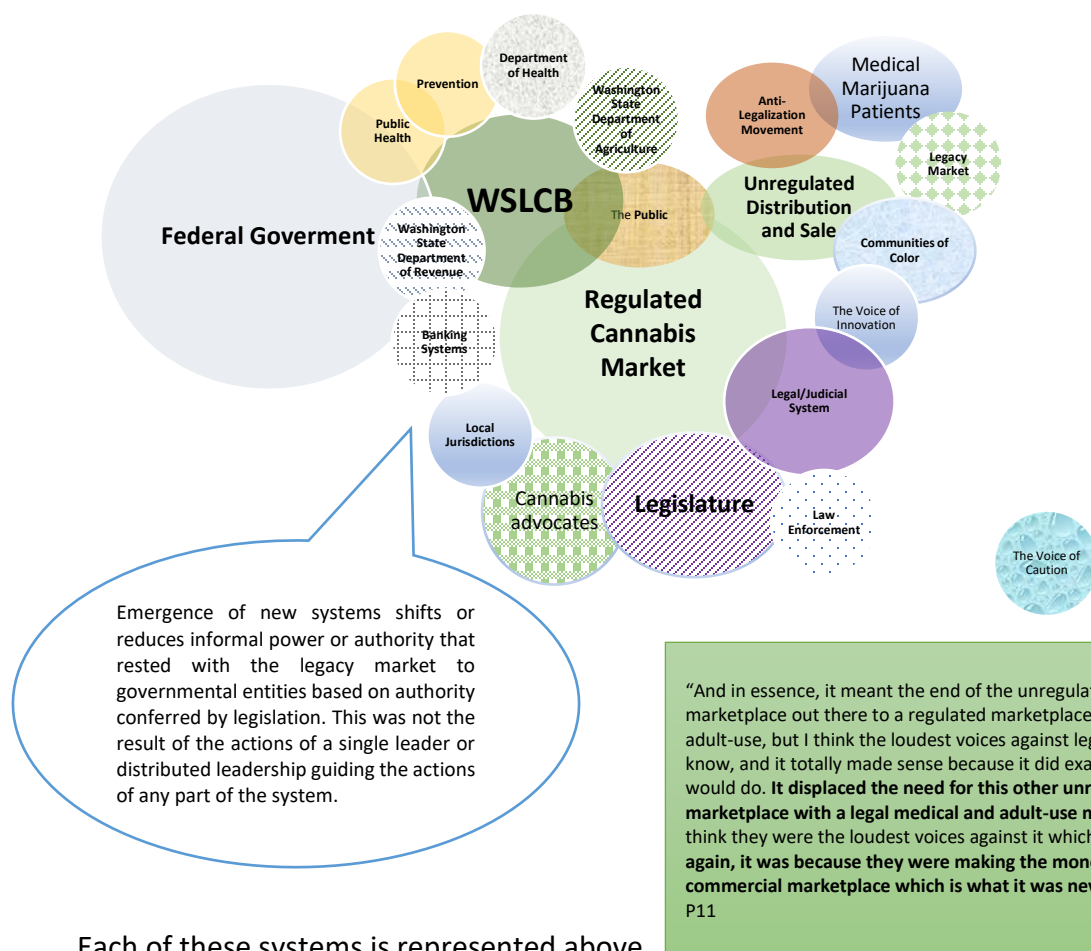 Department
of Health
Prevention
Public
Health
Washington
State
Department
of
Agriculture
Anti-
Legalization
Movement
Medical
Marijuana
Patients
Legacy
Market
WSLCB
The Public
Unregulated
Distribution
and Sale
Federal Goverment
Washington
State
Department
of Revenue
Communities of
Color
Banking
Systems
Regulated
Cannabis
Market
The Voice of
Innovation
Legal/Judicial
System
Local
Jurisdictions
Cannabis
advocates
Legislature
Law
Enforcement
The Voice of
Caution
Emergence of new systems shifts or
reduces informal power or authority that
rested with the legacy market to
governmental entities based on authority
conferred by legislation. This was not the
result of the actions of a single leader or
distributed leadership guiding the actions
of any part of the system.
“And in essence, it meant the end of the
marketplace out there to a regulated marketplace
adult-use, but I think the loudest voices against
know, and it totally made sense because it did
would do. It displaced the need for this other
marketplace with a legal medical and adult-use
think they were the loudest voices against it which
again, it was because they were making the
commercial marketplace which is what it was
P11
Each of these systems is represented above